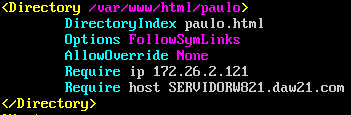 <Directory /var/www/html/paulo>
DirectoryIndex paulo.html
Options FollowSymLinks
AllowOverride None
Require ip 172.26.2.121
Require host SERVIDORW821.daw21.com
</Directory>